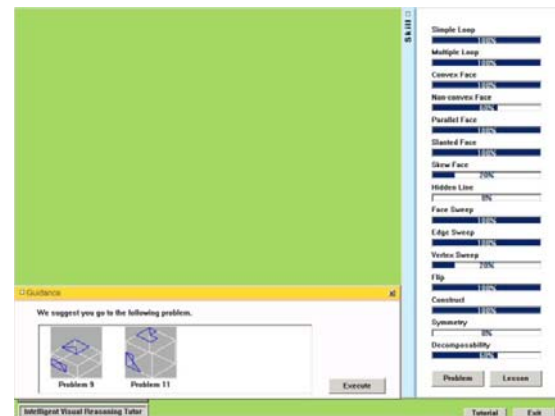 Skill
Simple Loop
100%
Multiple Loop
100%
Convex Face
100%
Non-convex Face
60%
Parallel Face
100%
Slanted Face
100%
Skew Face
20%
Hidden Line
0%
Face Sweep
100%
Edge Sweep
100%
Vertex Sweep
20%
Flip
100%
Construct
100%
Symmetry
0%
Decomposability
60%
Problem Lesson
Guidance
We suggest you go to the following problem.
Problem 9 Problem 11
Execute
Intelligent Visual Reasoning Tutor
Tutorial Exit